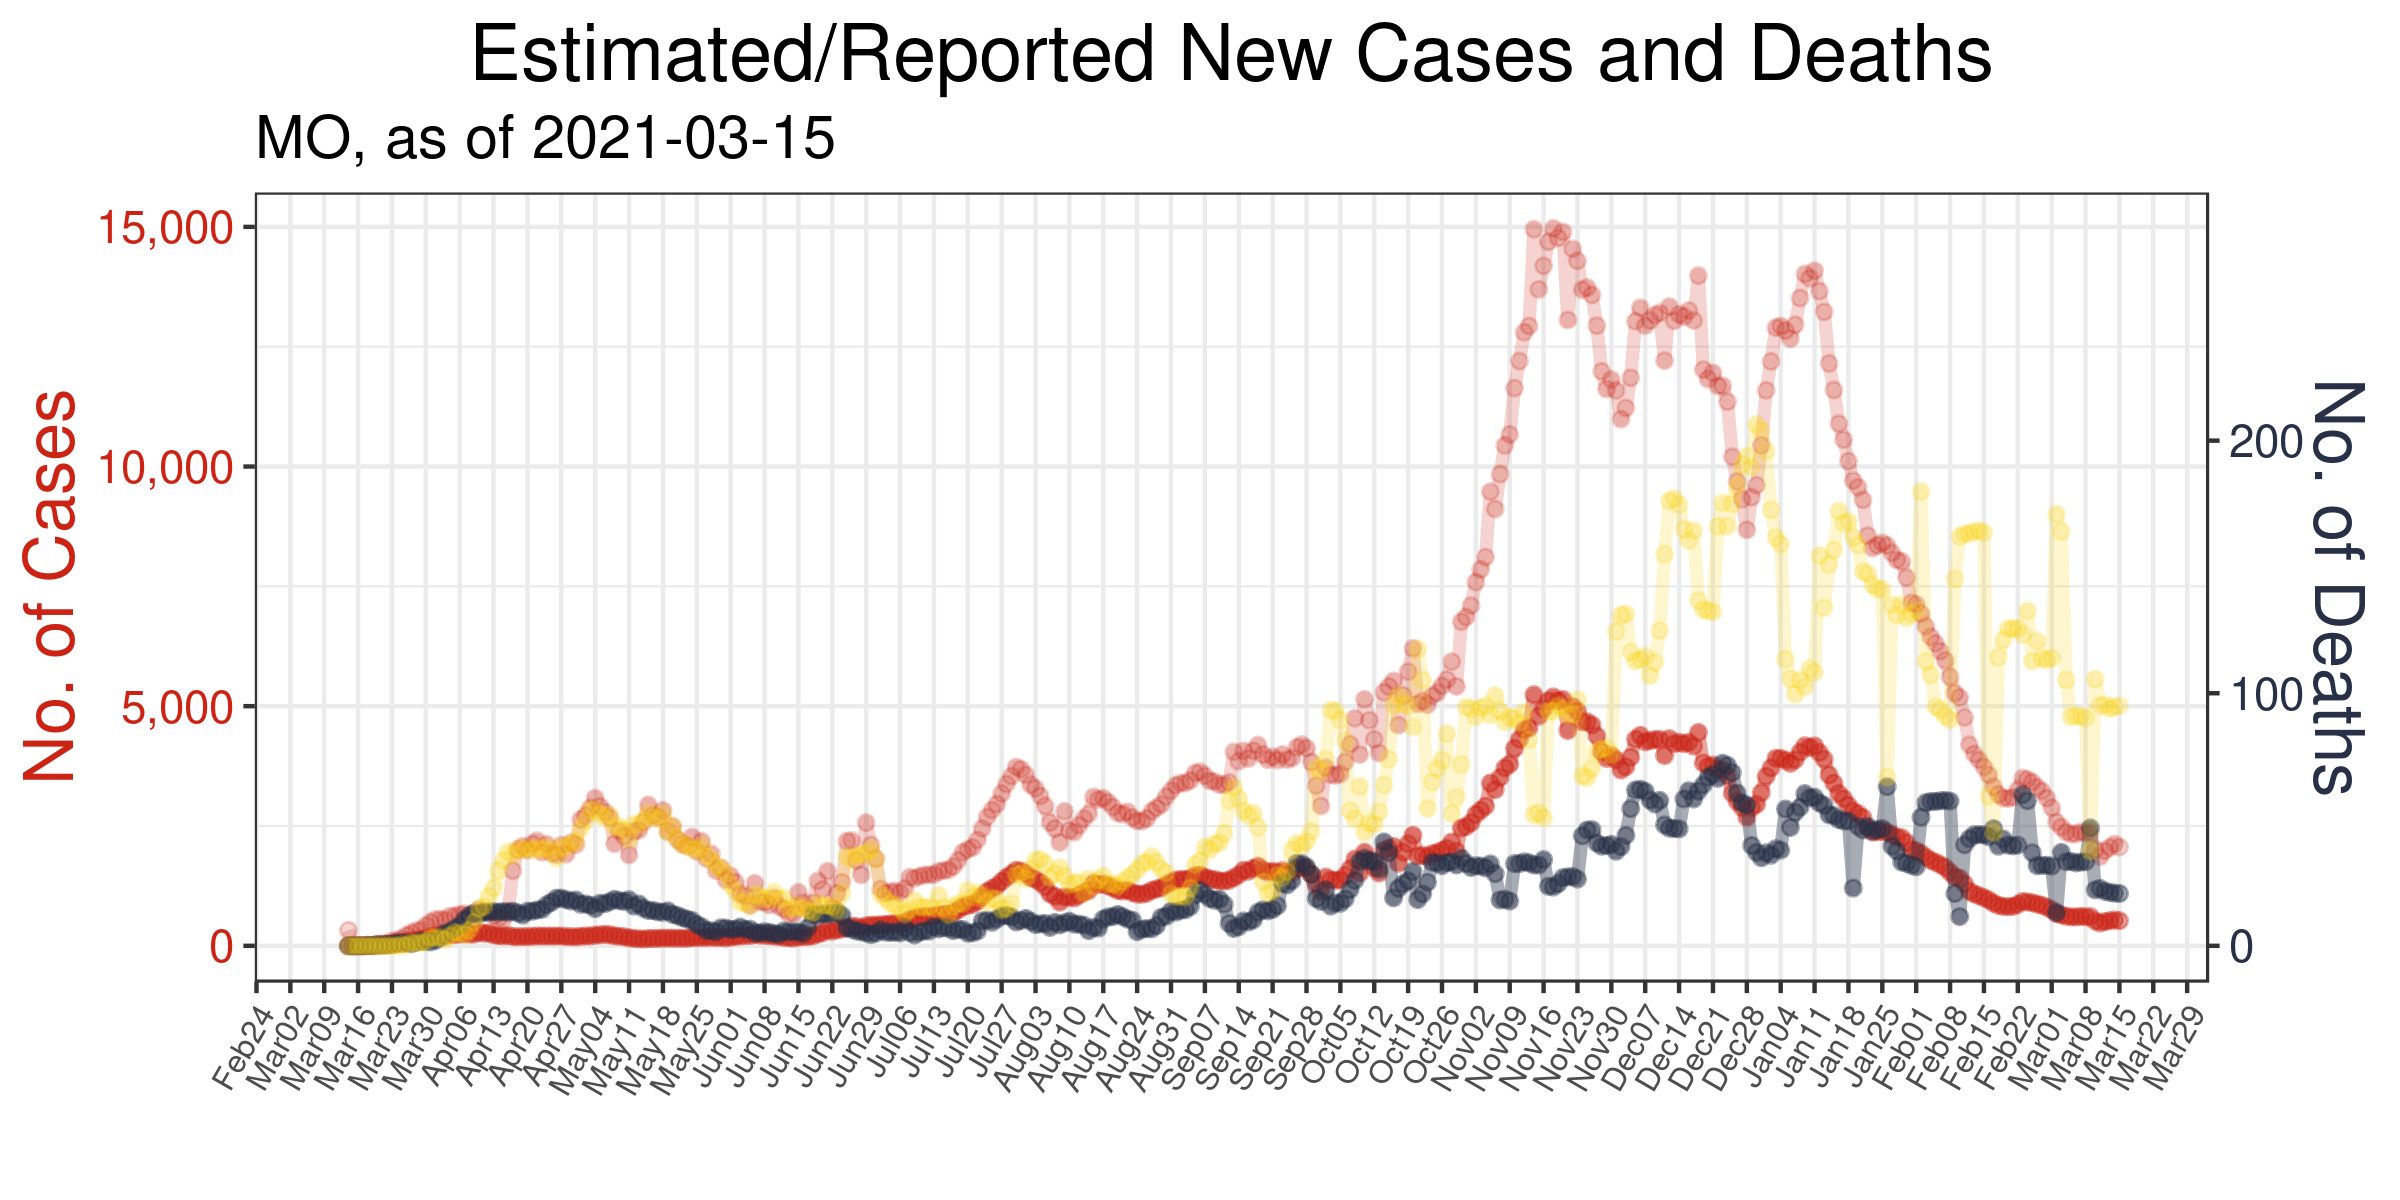 Estimated/Reported New Cases and Deaths
MO, as of 2021-03-15
No. of Cases
15,000
10,000
5,000
0
No. of Deaths
200
100
0
Feb24
Mar02
Mar09
Mar16
Mar23
Mar30
Apr06
Apr13
Apr20
Apr27
May04
May11
May18
May25
Jun01
Jun08
Jun15
Jun22
Jun29
Jul06
Jul13
Jul20
Jul27
Aug03
Aug10
Aug17
Aug24
Aug31
Sep07
Sep14
Sep21
Sep28
Oct05
Oct12
Oct19
Oct26
Nov02
Nov09
Nov16
Nov23
Nov30
Dec07
Dec14
Dec21
Dec28
Jan04
Jan11
Jan18
Jan25
Feb01
Feb08
Feb15
Feb22
Mar01
Mar08
Mar15
Mar22
Mar29